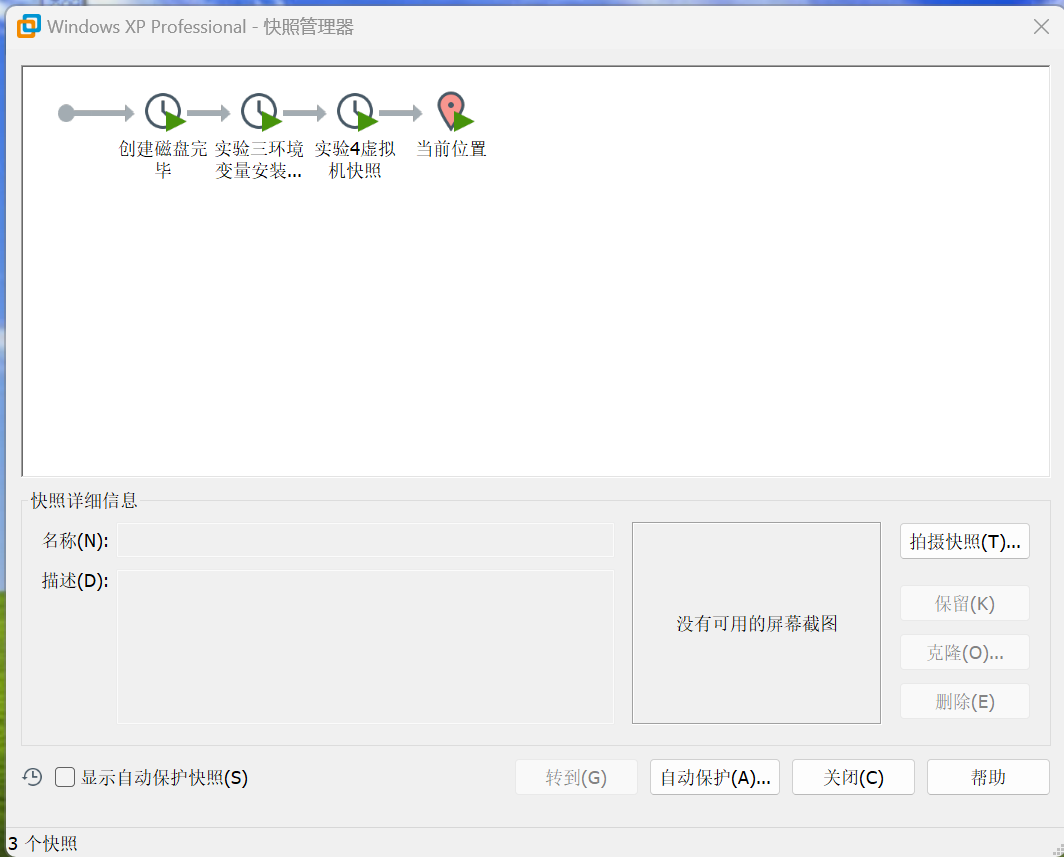 Windows XP Professional - 快照管理器
创建磁盘完
毕
实验三环境
变量安装...
实验4虚拟
机快照
当前位置
快照详细信息
名称(N):
描述(D):
没有可用的屏幕截图
拍摄快照(T)...
保留(K)
克隆(O)...
删除(E)
显示自动保护快照(S)
转到(G)
自动保护(A)...
关闭(C)
帮助
3 个快照